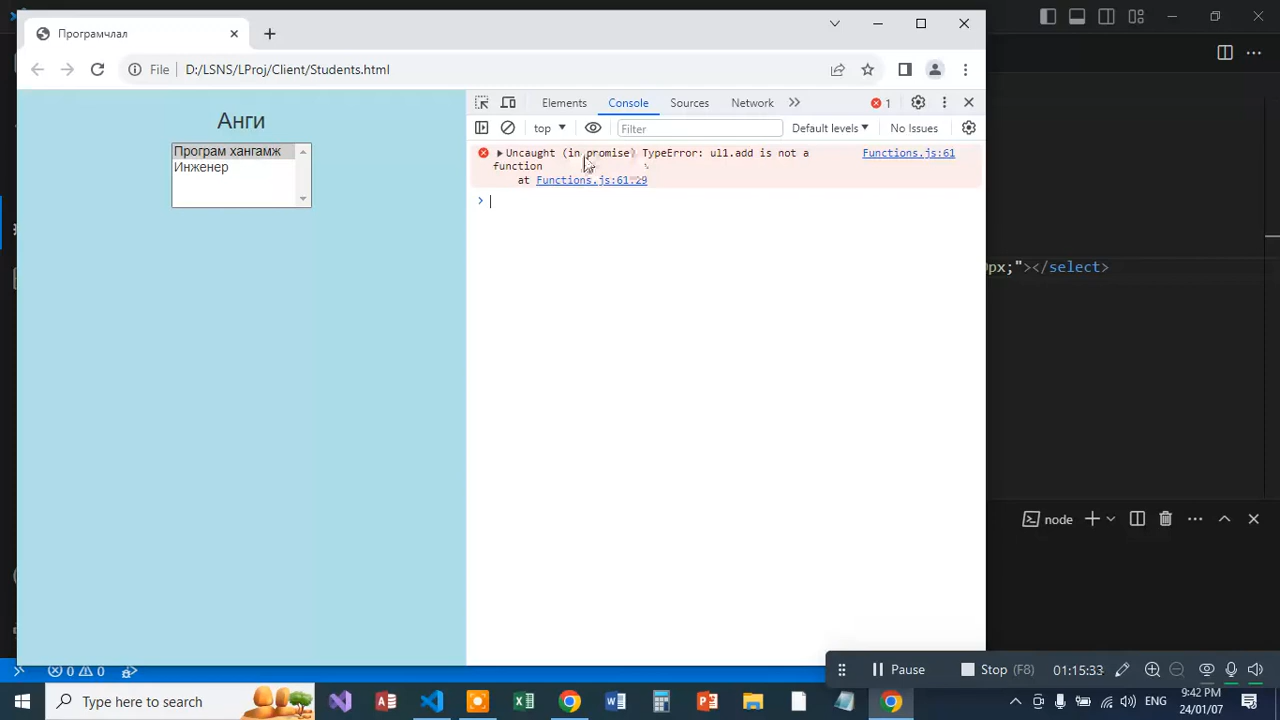 Програмчлал
File
D:/LSNS/LProj/Client/Students.html
Elements
Console
Sources
Network
1
top
Filter
Default levels
No Issues
Анги
Програм хангамж
Инженер
Uncaught (in promise) TypeError: ul1.add is not a
function
at Functions.js:61:29
Functions.js:61
px;"></select>
node
0
0
Pause
Stop (F8)
01:15:33
Type here to search
ENG
9:42 PM
24/01/07